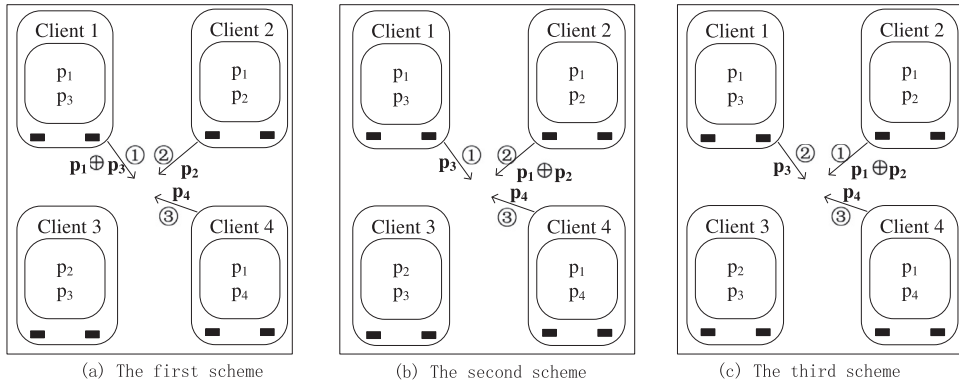 Client 1
p₁
p₃
Client 2
p₁
p₂
p₁ ⊕ p₃
①
②
p₂
p₄
③
Client 3
p₂
p₃
Client 4
p₁
p₄
(a) The first scheme
Client 1
p₁
p₃
Client 2
p₁
p₂
p₃
①
②
p₁ ⊕ p₂
p₄
③
Client 3
p₂
p₃
Client 4
p₁
p₄
(b) The second scheme
Client 1
p₁
p₃
Client 2
p₁
p₂
p₃
②
①
p₁ ⊕ p₂
p₄
③
Client 3
p₂
p₃
Client 4
p₁
p₄
(c) The third scheme